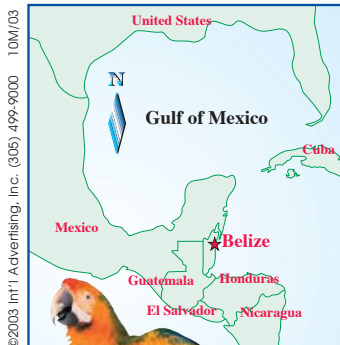 United States
N
Gulf of Mexico
Cuba
Mexico
Belize
Guatemala
Honduras
El Salvador
Nicaragua
©2003 Int'l Advertising, Inc. (305) 499-9000 10M/03